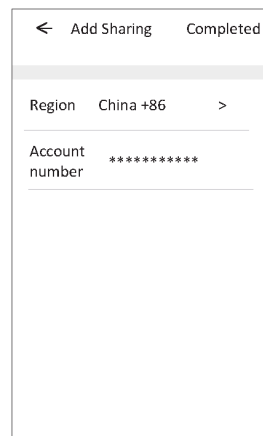 ← Add Sharing Completed
Region China +86 >
Account number ***********